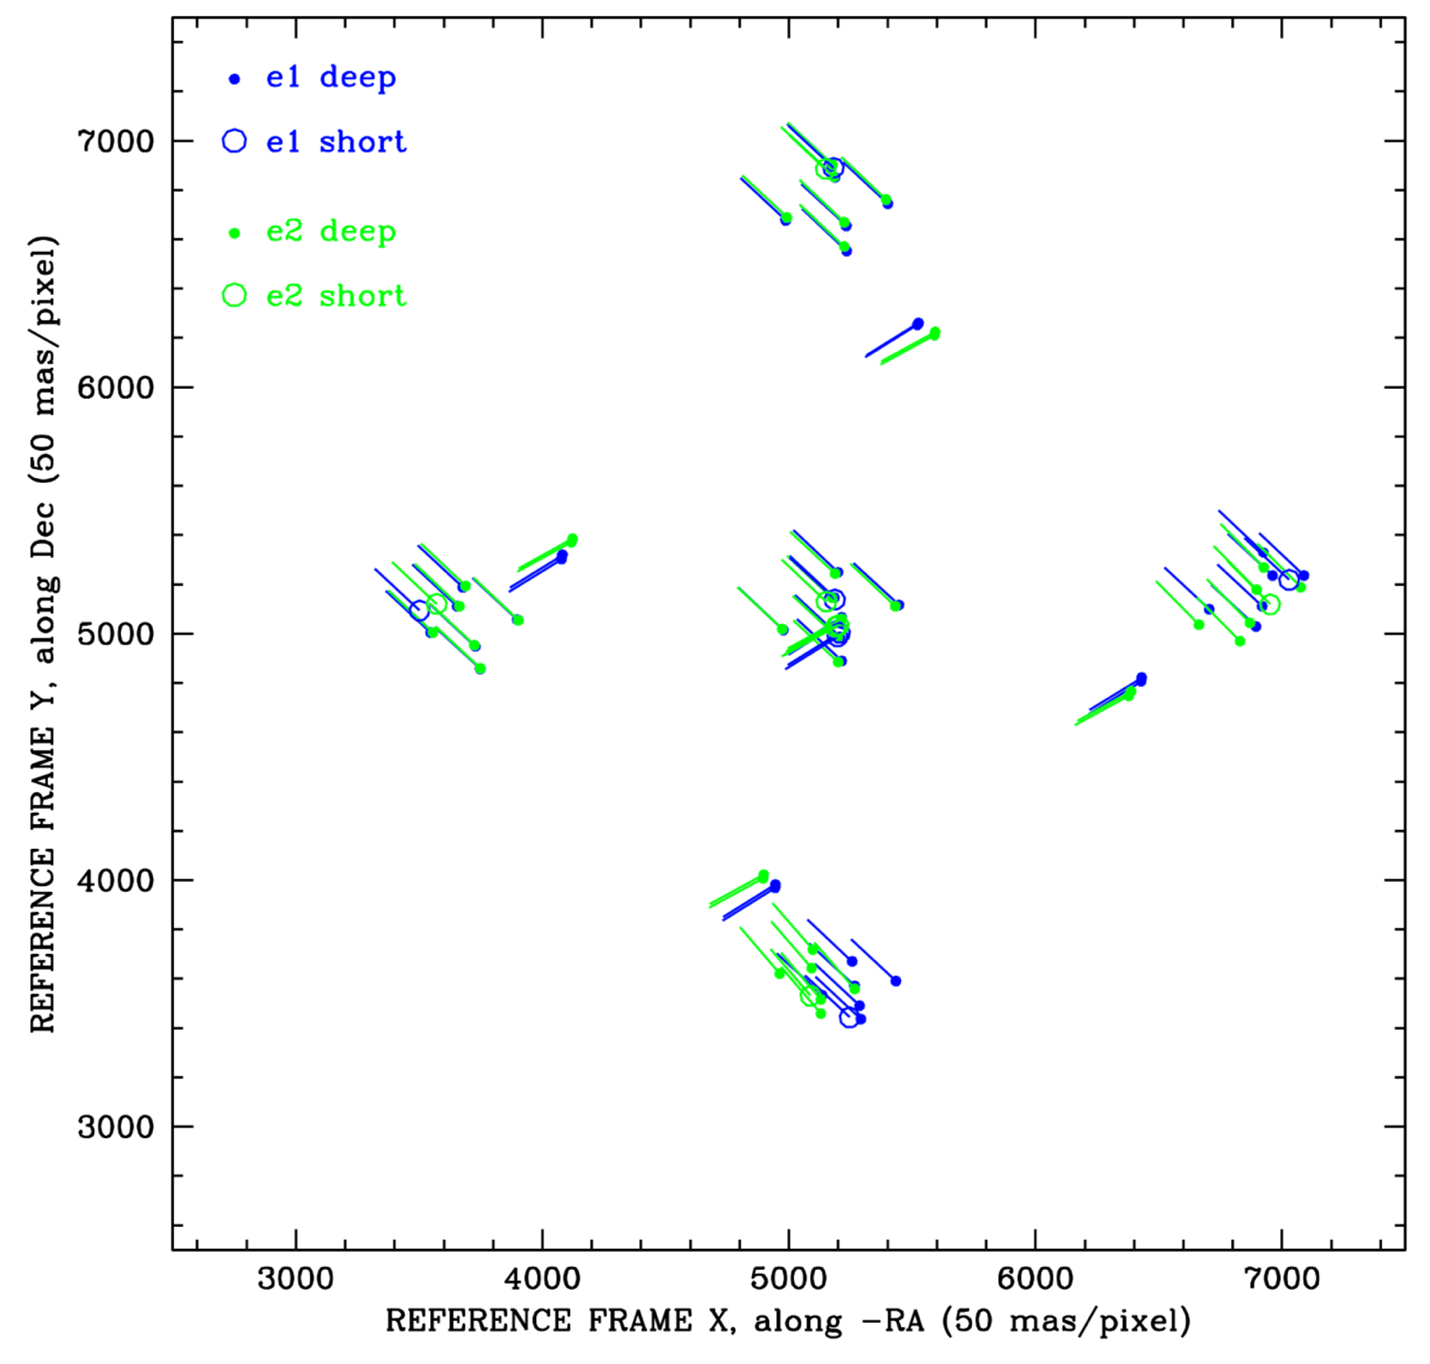 e1 deep
e1 short
e2 deep
e2 short
7000
6000
5000
4000
3000
REFERENCE FRAME Y, along Dec (50 mas/pixel)
3000 4000 5000 6000 7000
REFERENCE FRAME X, along −RA (50 mas/pixel)